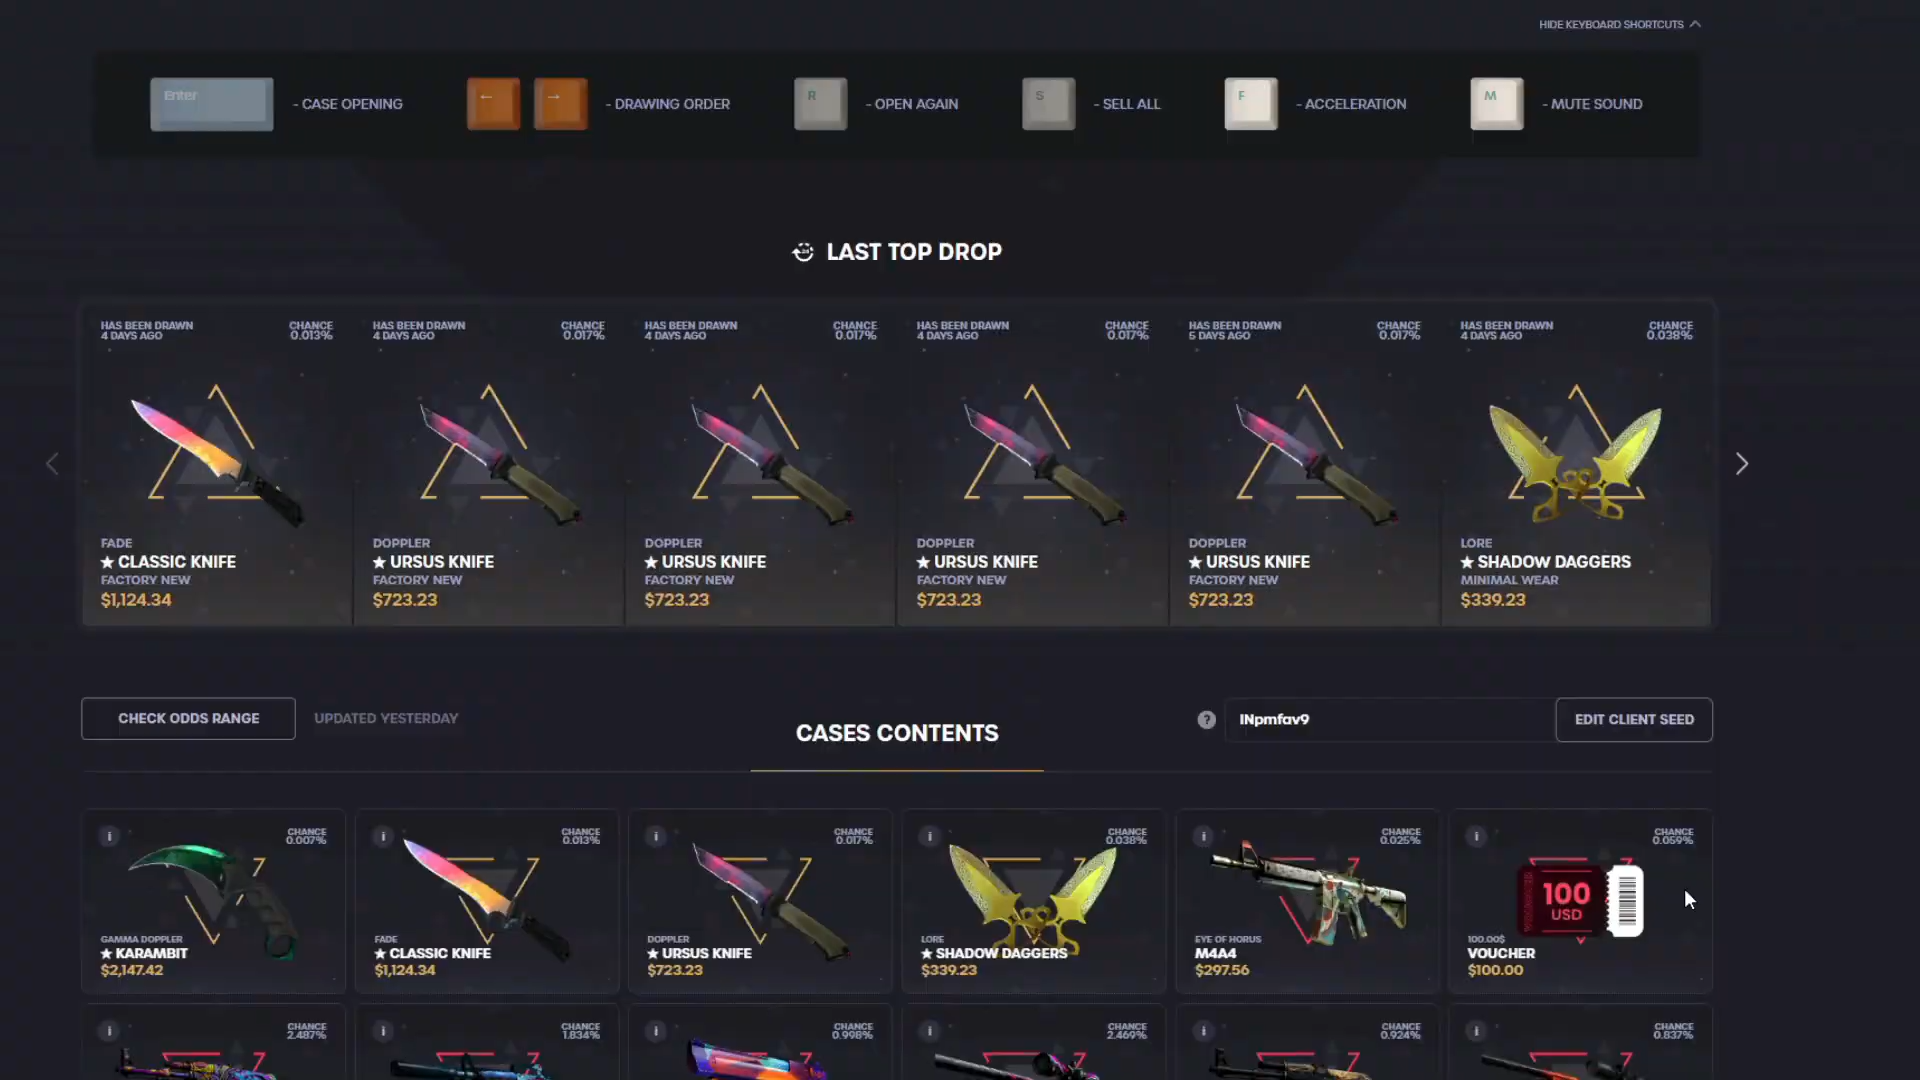 HIDE KEYBOARD SHORTCUTS
Enter - CASE OPENING
← → - DRAWING ORDER
R - OPEN AGAIN
S - SELL ALL
F - ACCELERATION
M - MUTE SOUND
LAST TOP DROP
HAS BEEN DRAWN
4 DAYS AGO
CHANCE
0.013%
FADE
★ CLASSIC KNIFE
FACTORY NEW
$1,124.34
HAS BEEN DRAWN
4 DAYS AGO
CHANCE
0.017%
DOPPLER
★ URSUS KNIFE
FACTORY NEW
$723.23
HAS BEEN DRAWN
4 DAYS AGO
CHANCE
0.017%
DOPPLER
★ URSUS KNIFE
FACTORY NEW
$723.23
HAS BEEN DRAWN
4 DAYS AGO
CHANCE
0.017%
DOPPLER
★ URSUS KNIFE
FACTORY NEW
$723.23
HAS BEEN DRAWN
5 DAYS AGO
CHANCE
0.017%
DOPPLER
★ URSUS KNIFE
FACTORY NEW
$723.23
HAS BEEN DRAWN
4 DAYS AGO
CHANCE
0.038%
LORE
★ SHADOW DAGGERS
MINIMAL WEAR
$339.23
CHECK ODDS RANGE
UPDATED YESTERDAY
CASES CONTENTS
? INpmfav9
EDIT CLIENT SEED
i
CHANCE
0.007%
GAMMA DOPPLER
★ KARAMBIT
$2,147.42
i
CHANCE
0.013%
FADE
★ CLASSIC KNIFE
$1,124.34
i
CHANCE
0.017%
DOPPLER
★ URSUS KNIFE
$723.23
i
CHANCE
0.038%
LORE
★ SHADOW DAGGERS
$339.23
i
CHANCE
0.025%
EYE OF HORUS
M4A4
$297.56
i
CHANCE
0.059%
100
USD
100.00$
VOUCHER
$100.00
i
CHANCE
2.487%
i
CHANCE
1.834%
i
CHANCE
0.998%
i
CHANCE
2.469%
i
CHANCE
0.924%
i
CHANCE
0.837%